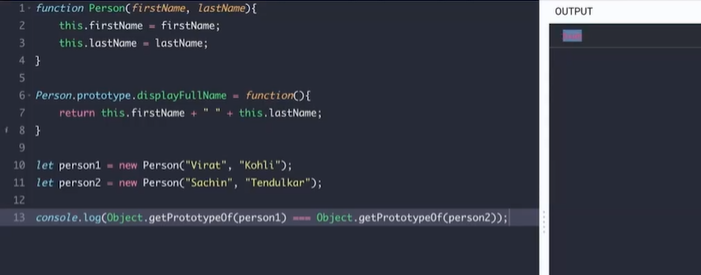 OUTPUT
1 function Person(firstName, lastName){
2 this.firstName = firstName;
3 this.lastName = lastName;
4 }
5
6 Person.prototype.displayFullName = function(){
7 return this.firstName + " " + this.lastName;
i 8 }
9
10 let person1 = new Person("Virat", "Kohli");
11 let person2 = new Person("Sachin", "Tendulkar");
12
13 console.log(Object.getPrototypeOf(person1) === Object.getPrototypeOf(person2));